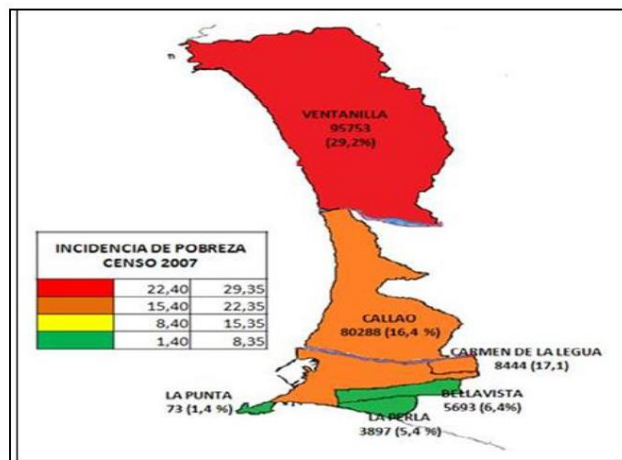 VENTANILLA
95753
(29,2%)
INCIDENCIA DE POBREZA
CENSO 2007
22,40 29,35
15,40 22,35
8,40 15,35
1,40 8,35
CALLAO
80288 (16,4 %)
CARMEN DE LA LEGUA
8444 (17,1)
LA PUNTA
73 (1,4 %)
BELLAVISTA
5693 (6,4%)
LA PERLA
3897 (5,4 %)